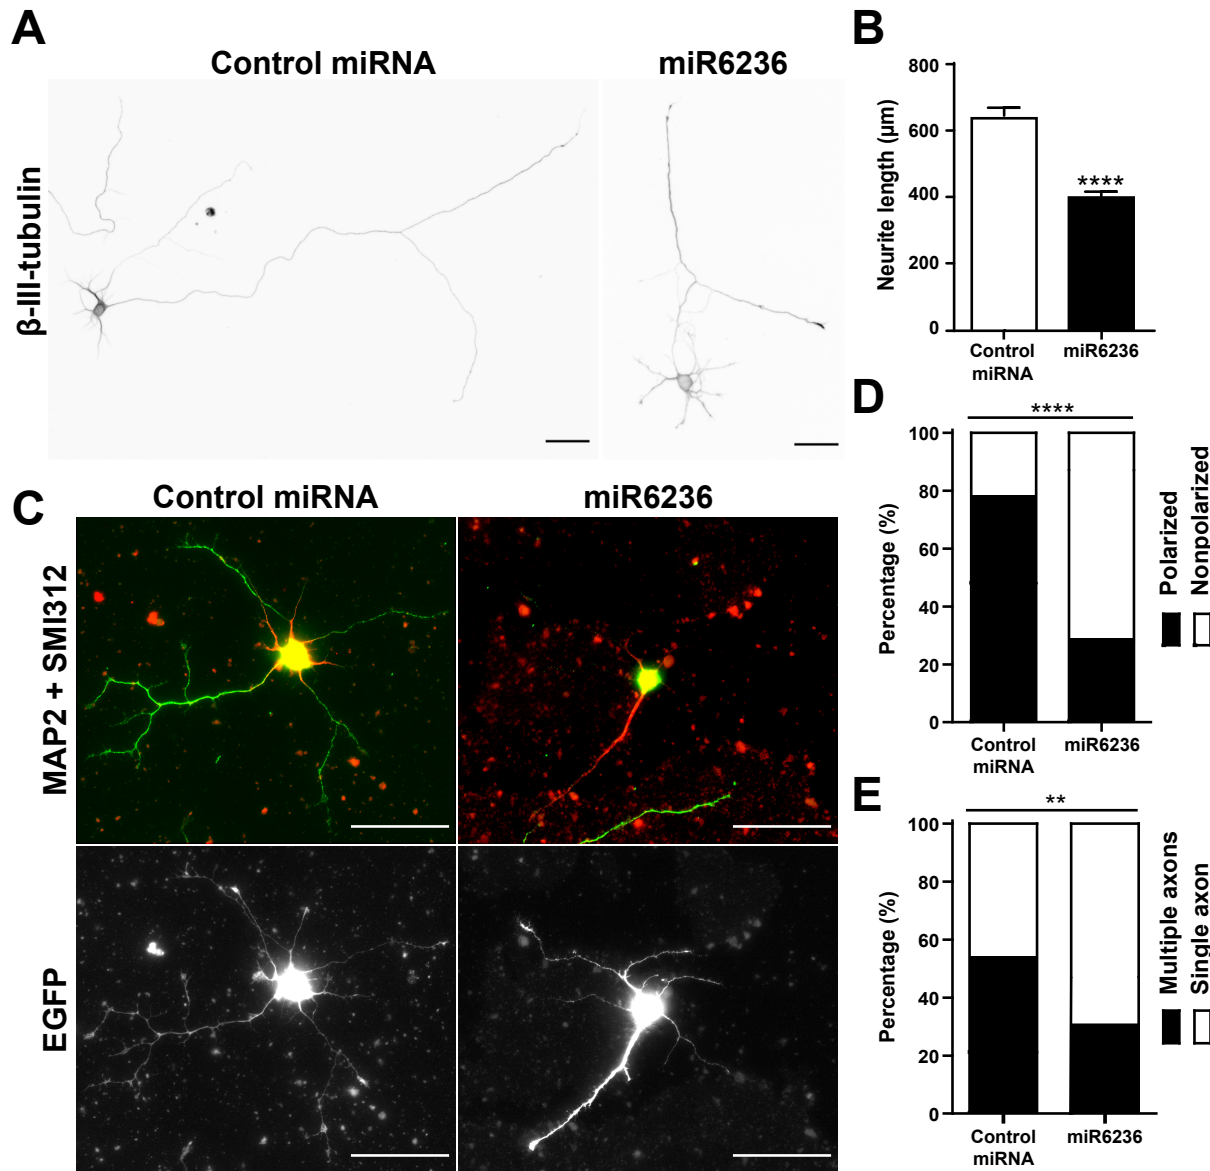 A
Control miRNA
miR6236
β-III-tubulin
B
Neurite length (μm)
800
600
400
200
0
****
Control
miRNA
miR6236
C
Control miRNA
miR6236
MAP2 + SMI312
EGFP
D
****
Percentage (%)
100
80
60
40
20
0
Control
miRNA
miR6236
Polarized
Nonpolarized
E
**
Percentage (%)
100
80
60
40
20
0
Control
miRNA
miR6236
Multiple axons
Single axon